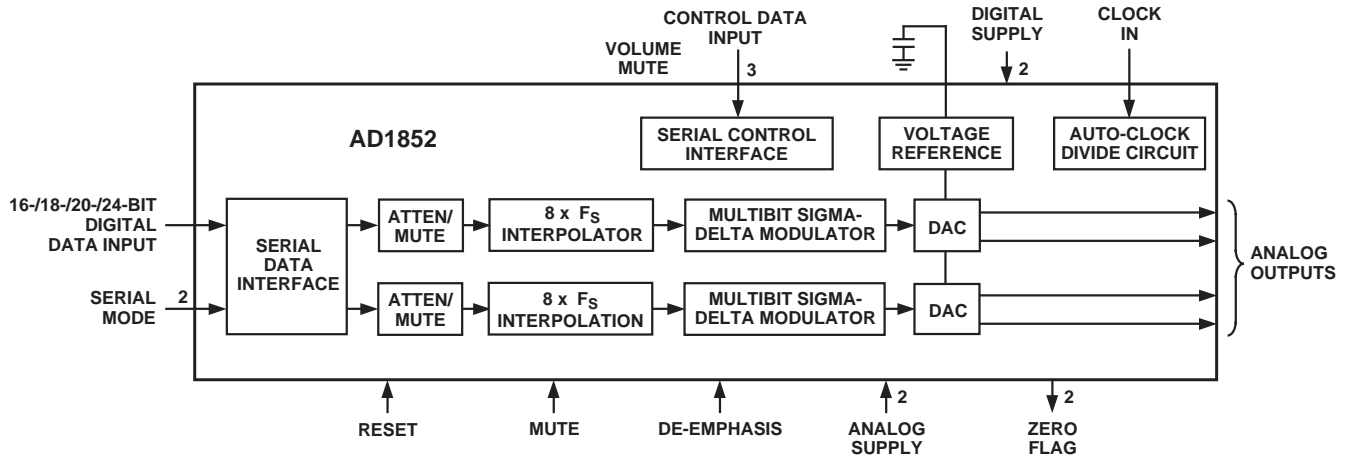 CONTROL DATA
INPUT
VOLUME
MUTE
3
DIGITAL
SUPPLY
2
CLOCK
IN
AD1852
SERIAL CONTROL
INTERFACE
VOLTAGE
REFERENCE
AUTO-CLOCK
DIVIDE CIRCUIT
16-/18-/20-/24-BIT
DIGITAL
DATA INPUT
SERIAL
MODE
2
SERIAL
DATA
INTERFACE
ATTEN/
MUTE
8 x FS
INTERPOLATOR
MULTIBIT SIGMA-
DELTA MODULATOR
DAC
ATTEN/
MUTE
8 x FS
INTERPOLATION
MULTIBIT SIGMA-
DELTA MODULATOR
DAC
ANALOG
OUTPUTS
RESET
MUTE
DE-EMPHASIS
2
ANALOG
SUPPLY
2
ZERO
FLAG